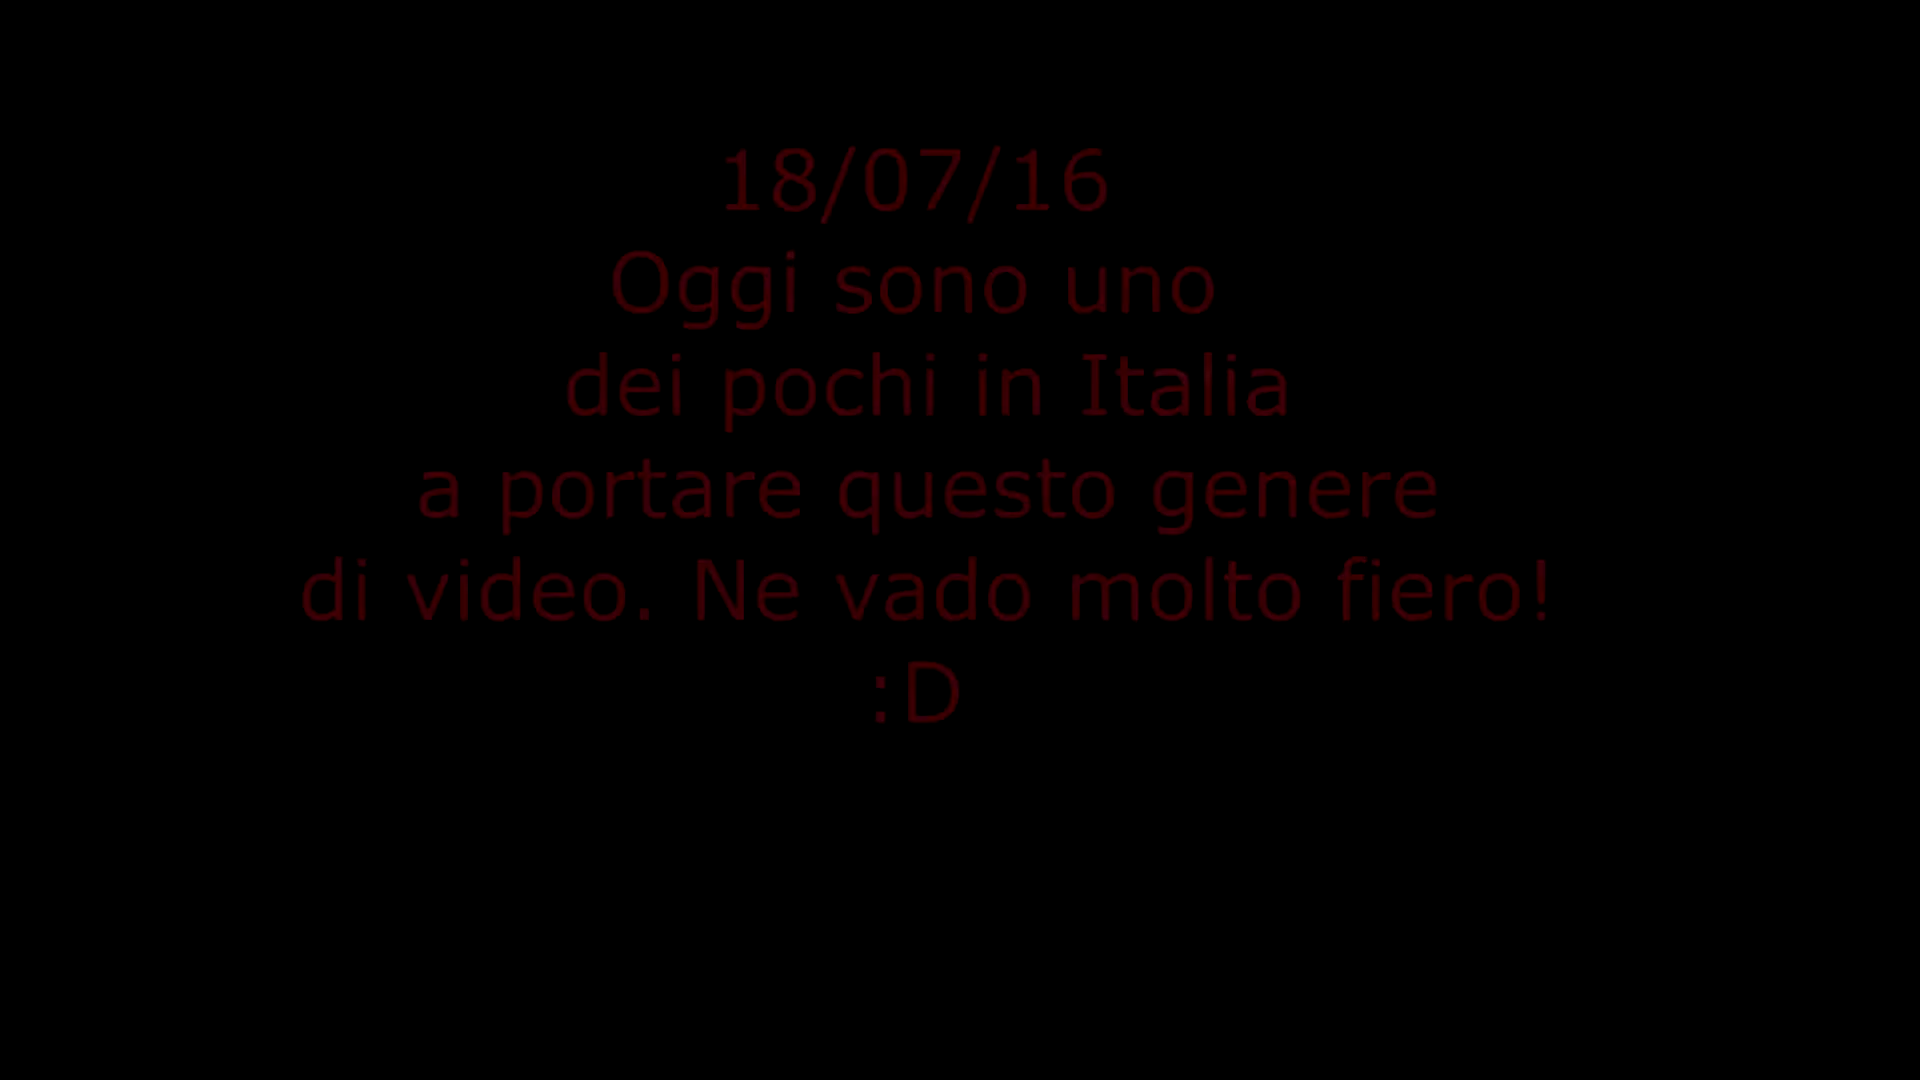 18/07/16
Oggi sono uno
dei pochi in Italia
a portare questo genere
di video. Ne vado molto fiero!
:D